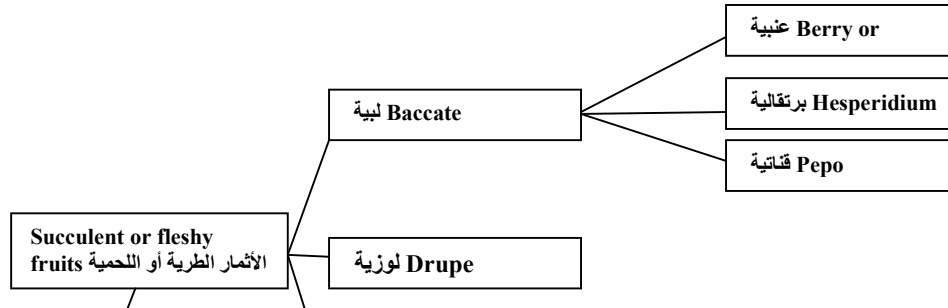 عنبية Berry or
لبية Baccate
برتقالية Hesperidium
قناتية Pepo
Succulent or fleshy
fruits الأثمار الطرية أو اللحمية
لوزية Drupe